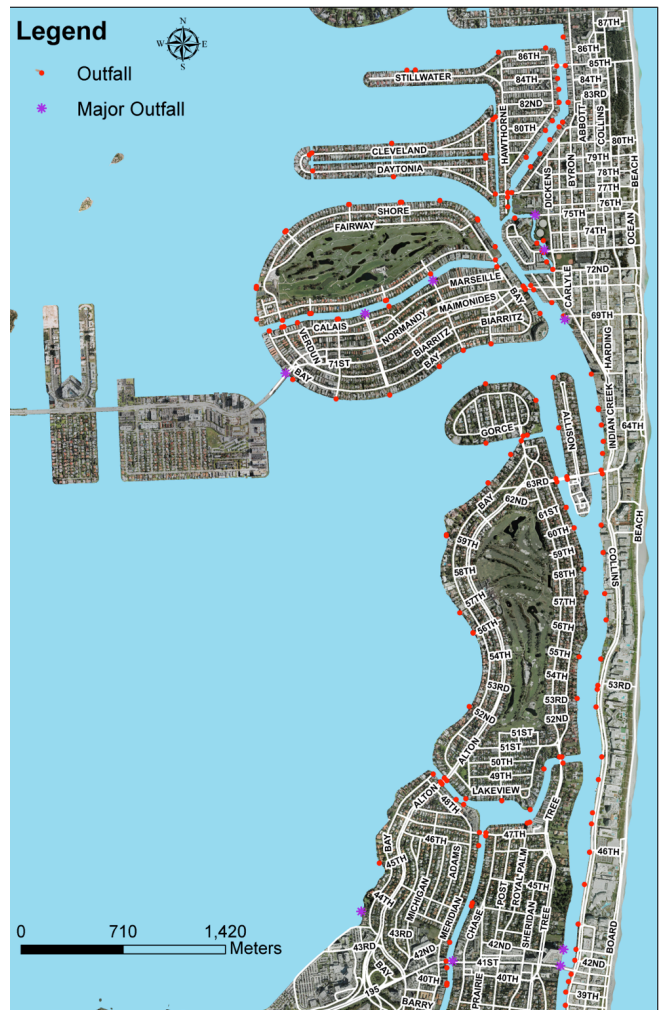 Legend
N
W
E
S
Outfall
Major Outfall
87TH
86TH
86TH
85TH
STILLWATER
84TH
84TH
83RD
82ND
ABBOTT
COLLINS
HAWTHORNE
80TH
80TH
CLEVELAND
79TH
BYRON
78TH
BEACH
DAYTONIA
77TH
DICKENS
76TH
SHORE
75TH
OCEAN
FAIRWAY
74TH
72ND
MARSEILLE
CARLYLE
BAY
MAIMONIDES
NORMANDY
69TH
CALAIS
BIARRITZ
VERDUN
BIARRITZ
HARDING
71ST
BAY
BAY
INDIAN CREEK
ALLISON
64TH
GORCE
63RD
BAY
62ND
61ST
BEACH
60TH
59TH
59TH
COLLINS
58TH
58TH
57TH
57TH
56TH
56TH
55TH
54TH
54TH
53RD
53RD
53RD
52ND
52ND
51ST
ALTON
51ST
50TH
49TH
LAKEVIEW
ALTON
48TH
TREE
BAY
47TH
46TH
46TH
ADAMS
45TH
ROYAL PALM
45TH
POST
44TH
MICHIGAN
MERIDIAN
SHERIDAN
CHASE
TREE
BOARD
43RD
43RD
42ND
42ND
41ST
42ND
BAY
40TH
40TH
195
PRAIRIE
39TH
BARRY
0
710
1,420
Meters